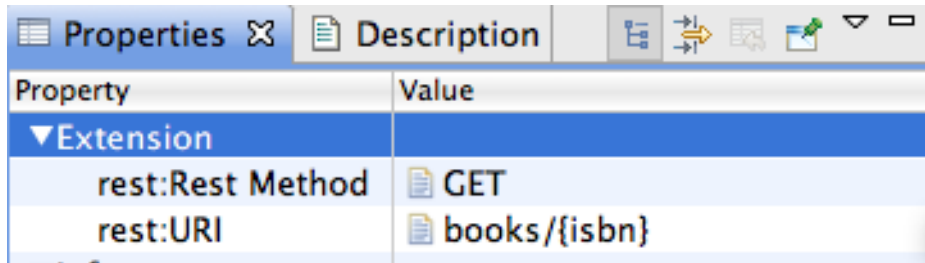 Properties Description
Property Value
Extension
rest:Rest Method GET
rest:URI books/{isbn}